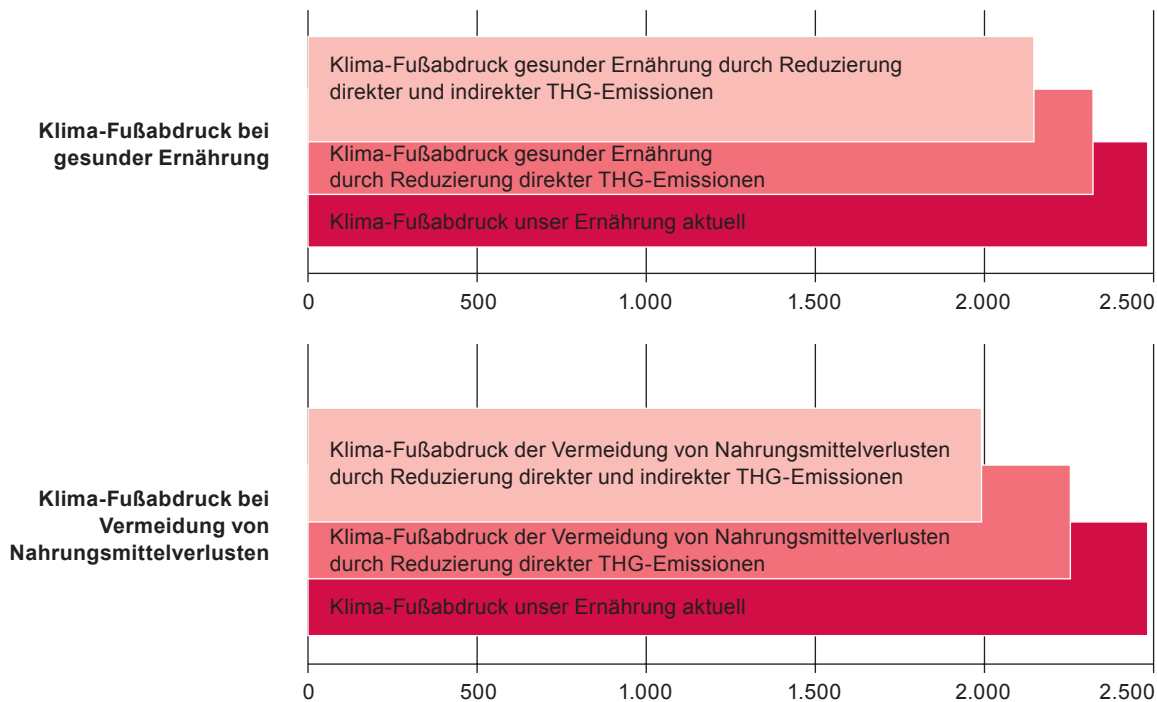 Klima-Fußabdruck bei
gesunder Ernährung
Klima-Fußabdruck gesunder Ernährung durch Reduzierung
direkter und indirekter THG-Emissionen
Klima-Fußabdruck gesunder Ernährung
durch Reduzierung direkter THG-Emissionen
Klima-Fußabdruck unser Ernährung aktuell
0 500 1.000 1.500 2.000 2.500
Klima-Fußabdruck bei
Vermeidung von
Nahrungsmittelverlusten
Klima-Fußabdruck der Vermeidung von Nahrungsmittelverlusten
durch Reduzierung direkter und indirekter THG-Emissionen
Klima-Fußabdruck der Vermeidung von Nahrungsmittelverlusten
durch Reduzierung direkter THG-Emissionen
Klima-Fußabdruck unser Ernährung aktuell
0 500 1.000 1.500 2.000 2.500